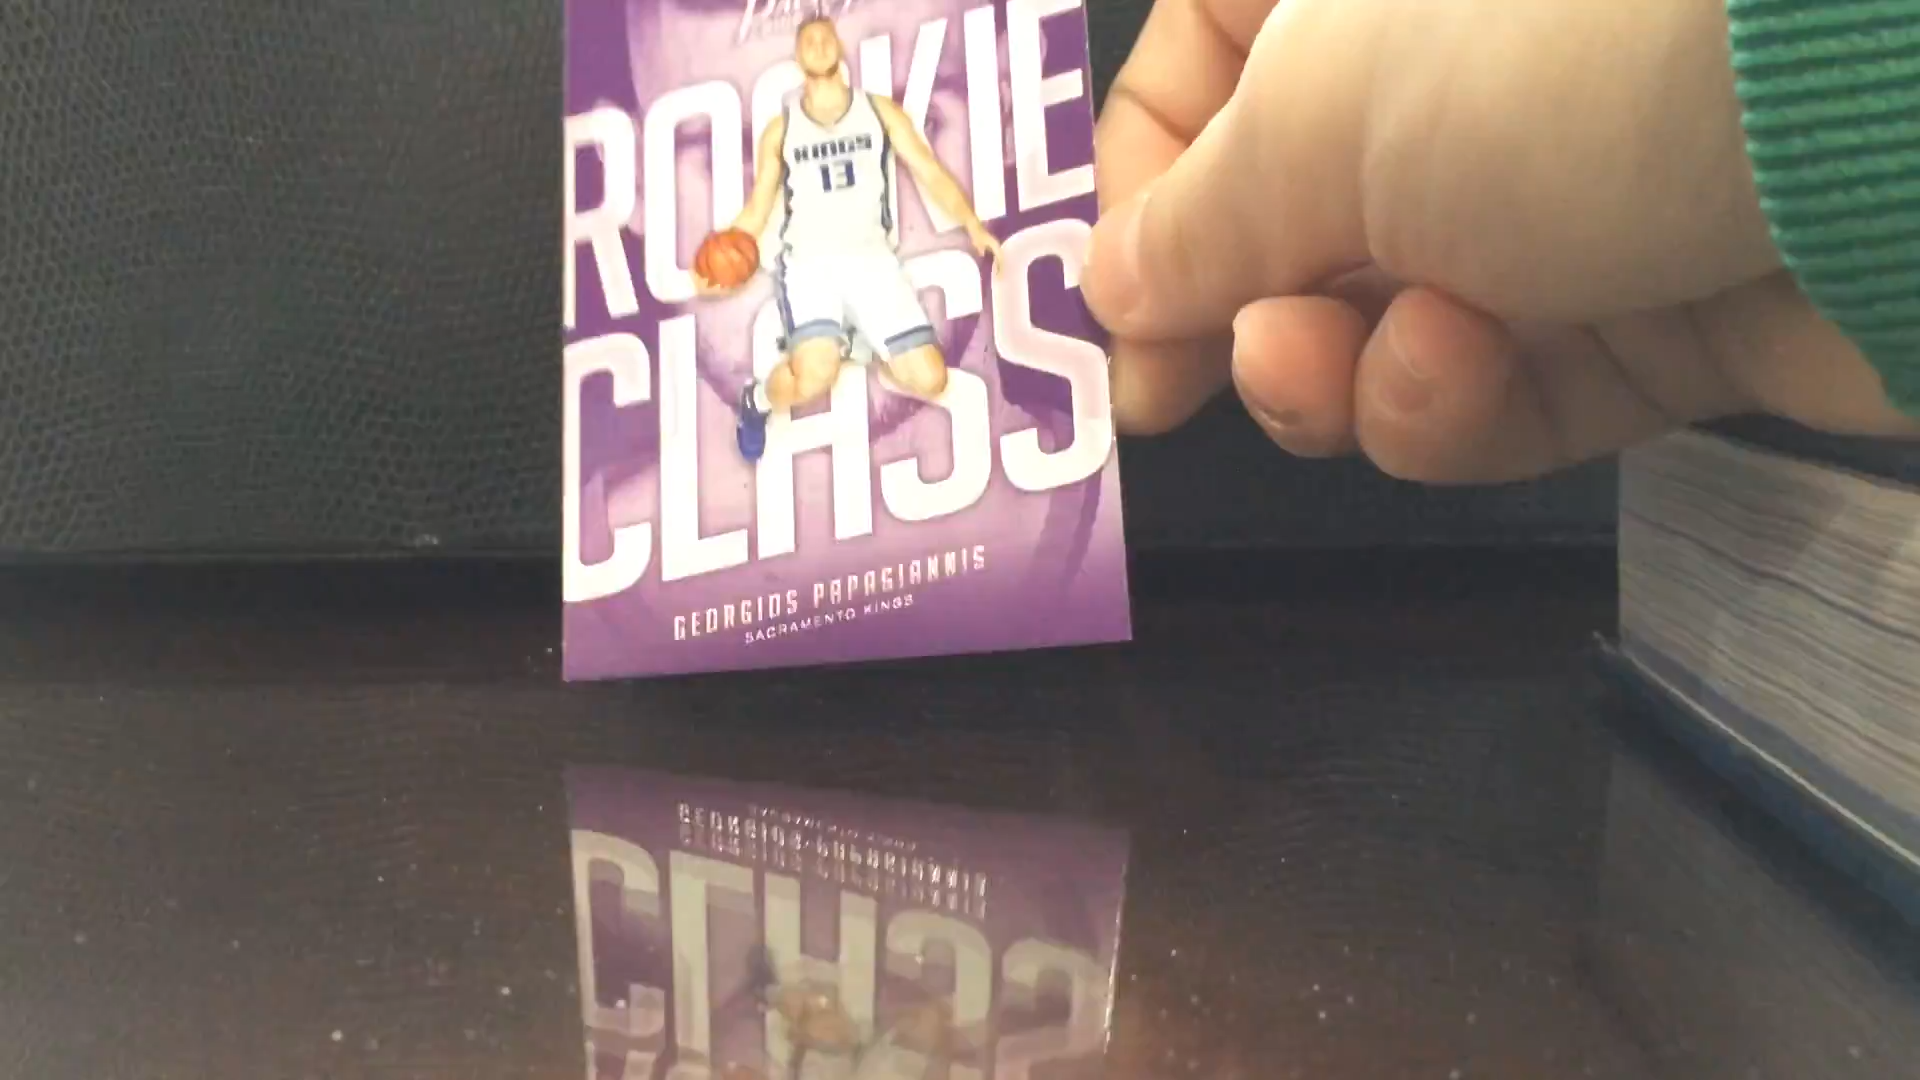 ROOKIE
KINGS
13
CLASS
GEORGIOS PAPAGIANNIS
SACRAMENTO KINGS